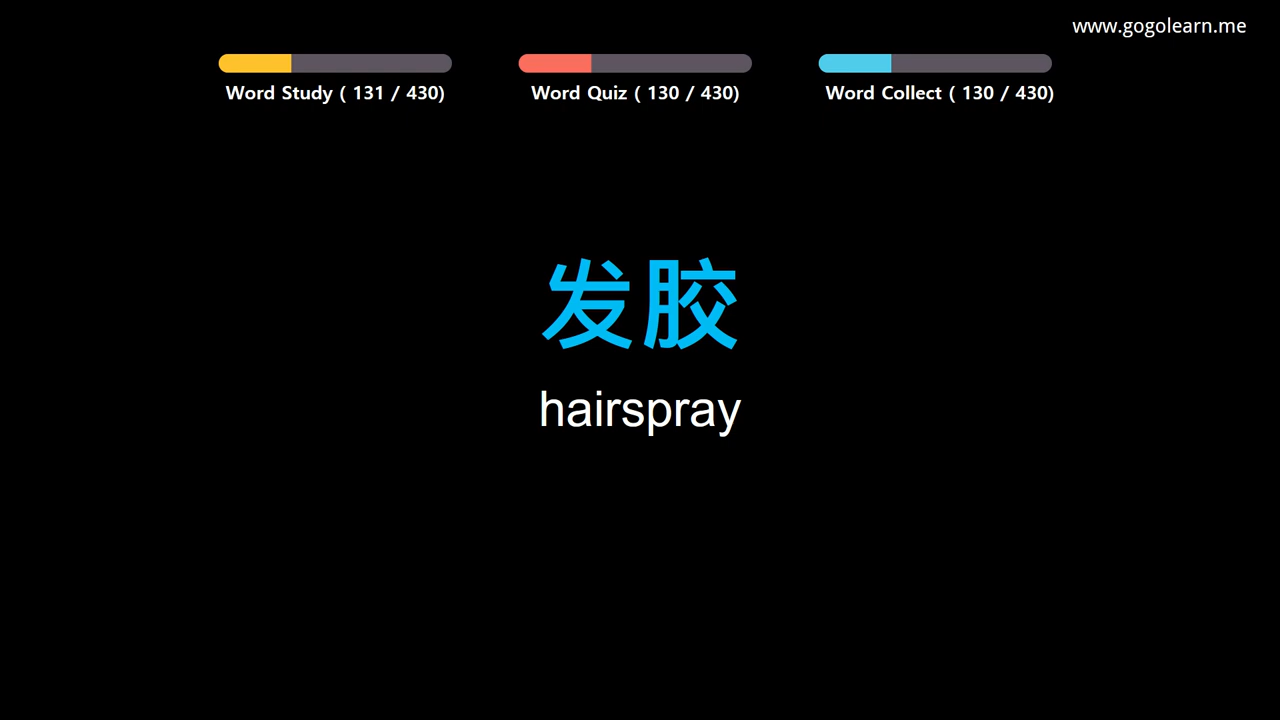 www.gogolearn.me
Word Study ( 131 / 430)
Word Quiz ( 130 / 430)
Word Collect ( 130 / 430)
发胶
hairspray